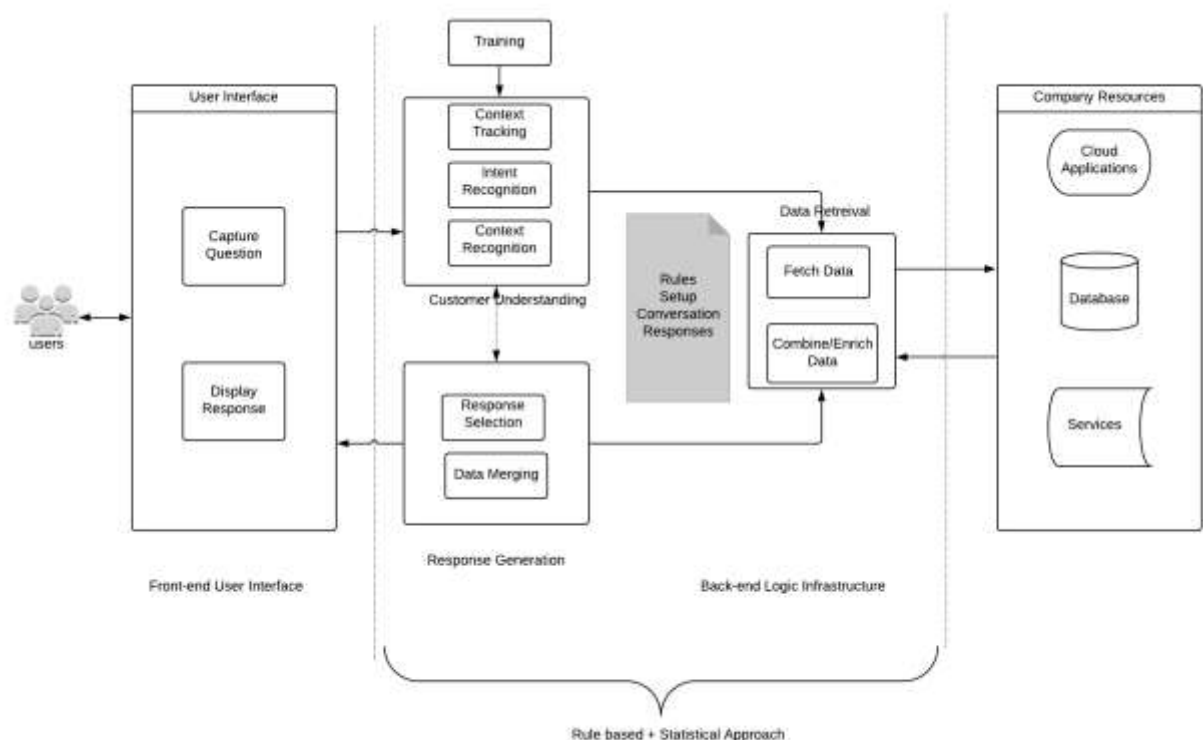 Training
User Interface
Context
Tracking
Intent
Recognition
Context
Recognition
Customer Understanding
Capture
Question
Display
Response
users
Response
Selection
Data Merging
Response Generation
Front-end User Interface
Rules
Setup
Conversation
Responses
Data Retreival
Fetch Data
Combine/Enrich
Data
Back-end Logic Infrastructure
Company Resources
Cloud
Applications
Database
Services
Rule based + Statistical Approach